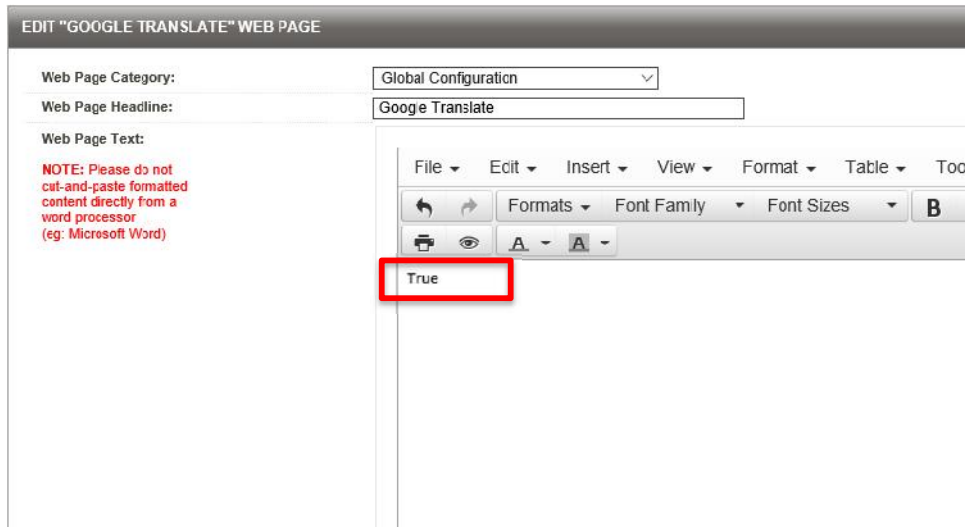 EDIT "GOOGLE TRANSLATE" WEB PAGE
Web Page Category: Global Configuration
Web Page Headline: Google Translate
Web Page Text:
NOTE: Please do not
cut-and-paste formatted
content directly from a
word processor
(eg: Microsoft Word)
File Edit Insert View Format Table Too
Formats Font Family Font Sizes B
A A
True